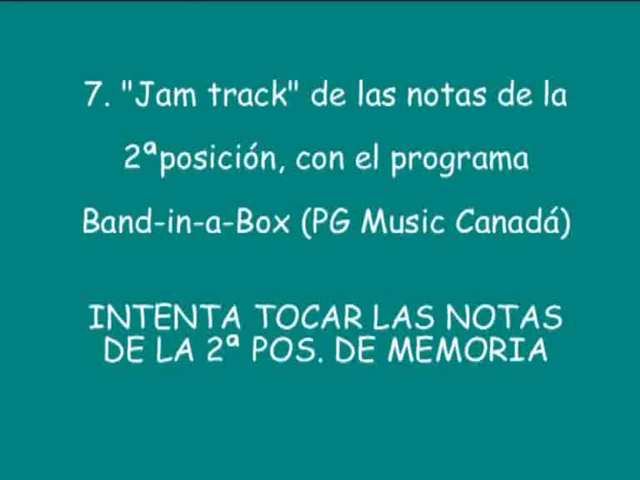 7. "Jam track" de las notas de la
2ªposición, con el programa
Band-in-a-Box (PG Music Canadá)
INTENTA TOCAR LAS NOTAS
DE LA 2ª POS. DE MEMORIA